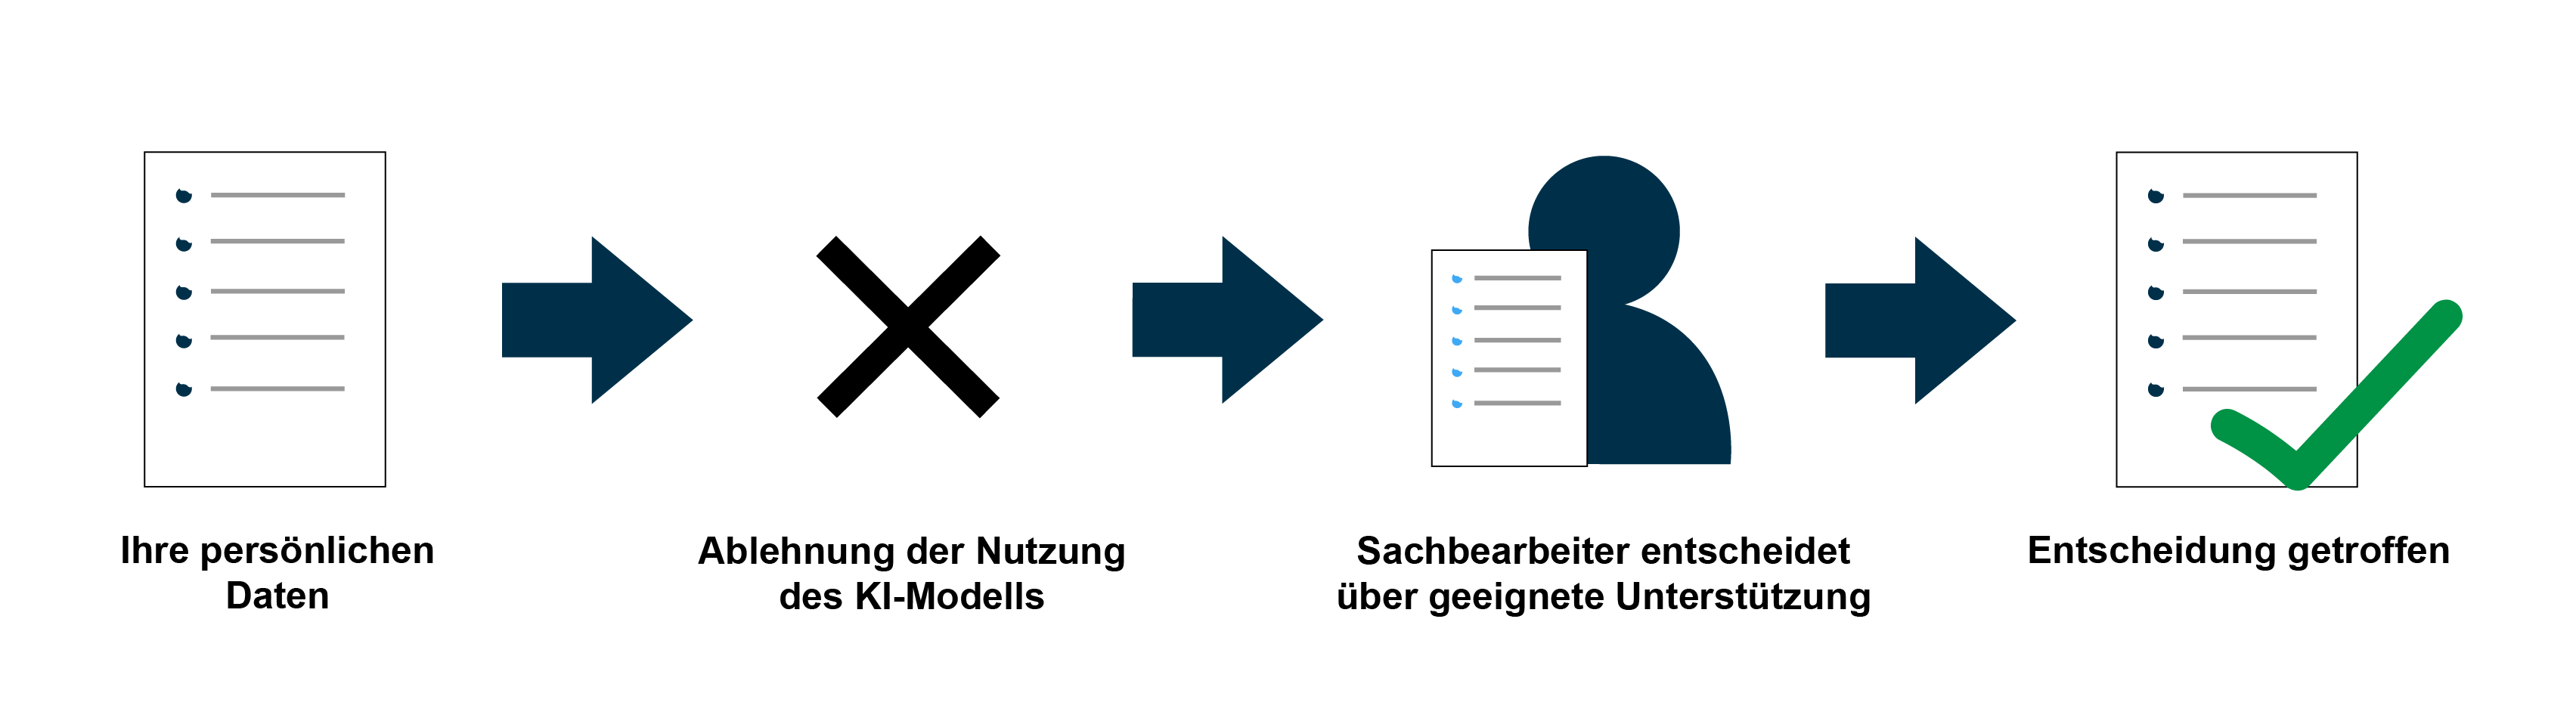 Ihre persönlichen
Daten
Ablehnung der Nutzung
des KI-Modells
Sachbearbeiter entscheidet
über geeignete Unterstützung
Entscheidung getroffen